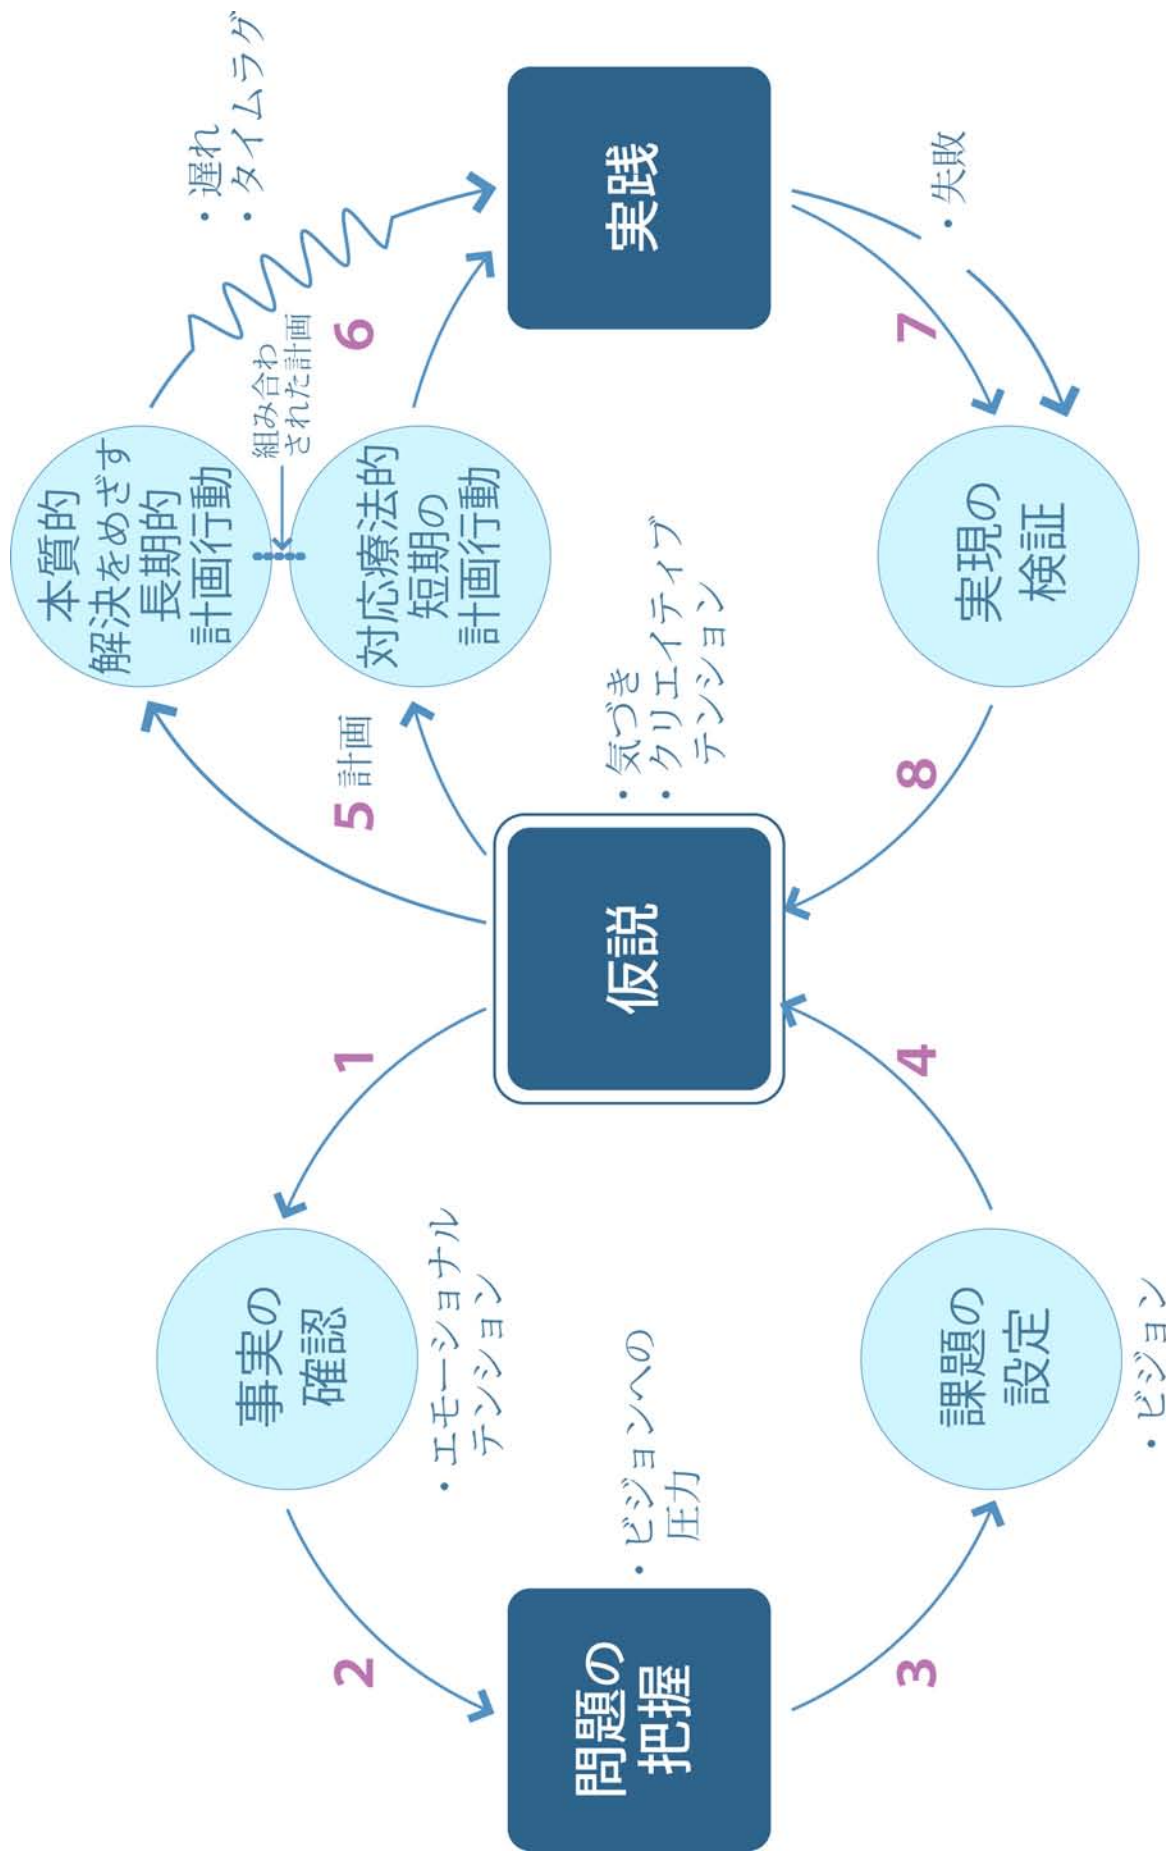 問題の
把握
2
事実の
確認
・エモーショナル
テンション
・ビジョンへの
圧力
3
課題の
設定
・ビジョン
1
4
仮説
・気づき
・クリエイティブ
テンション
5 計画
本質的
解決をめざす
長期的
計画行動
組み合わ
された計画
対応療法的
短期の
計画行動
6
・遅れ
・タイムラグ
実践
7
・失敗
実現の
検証
8